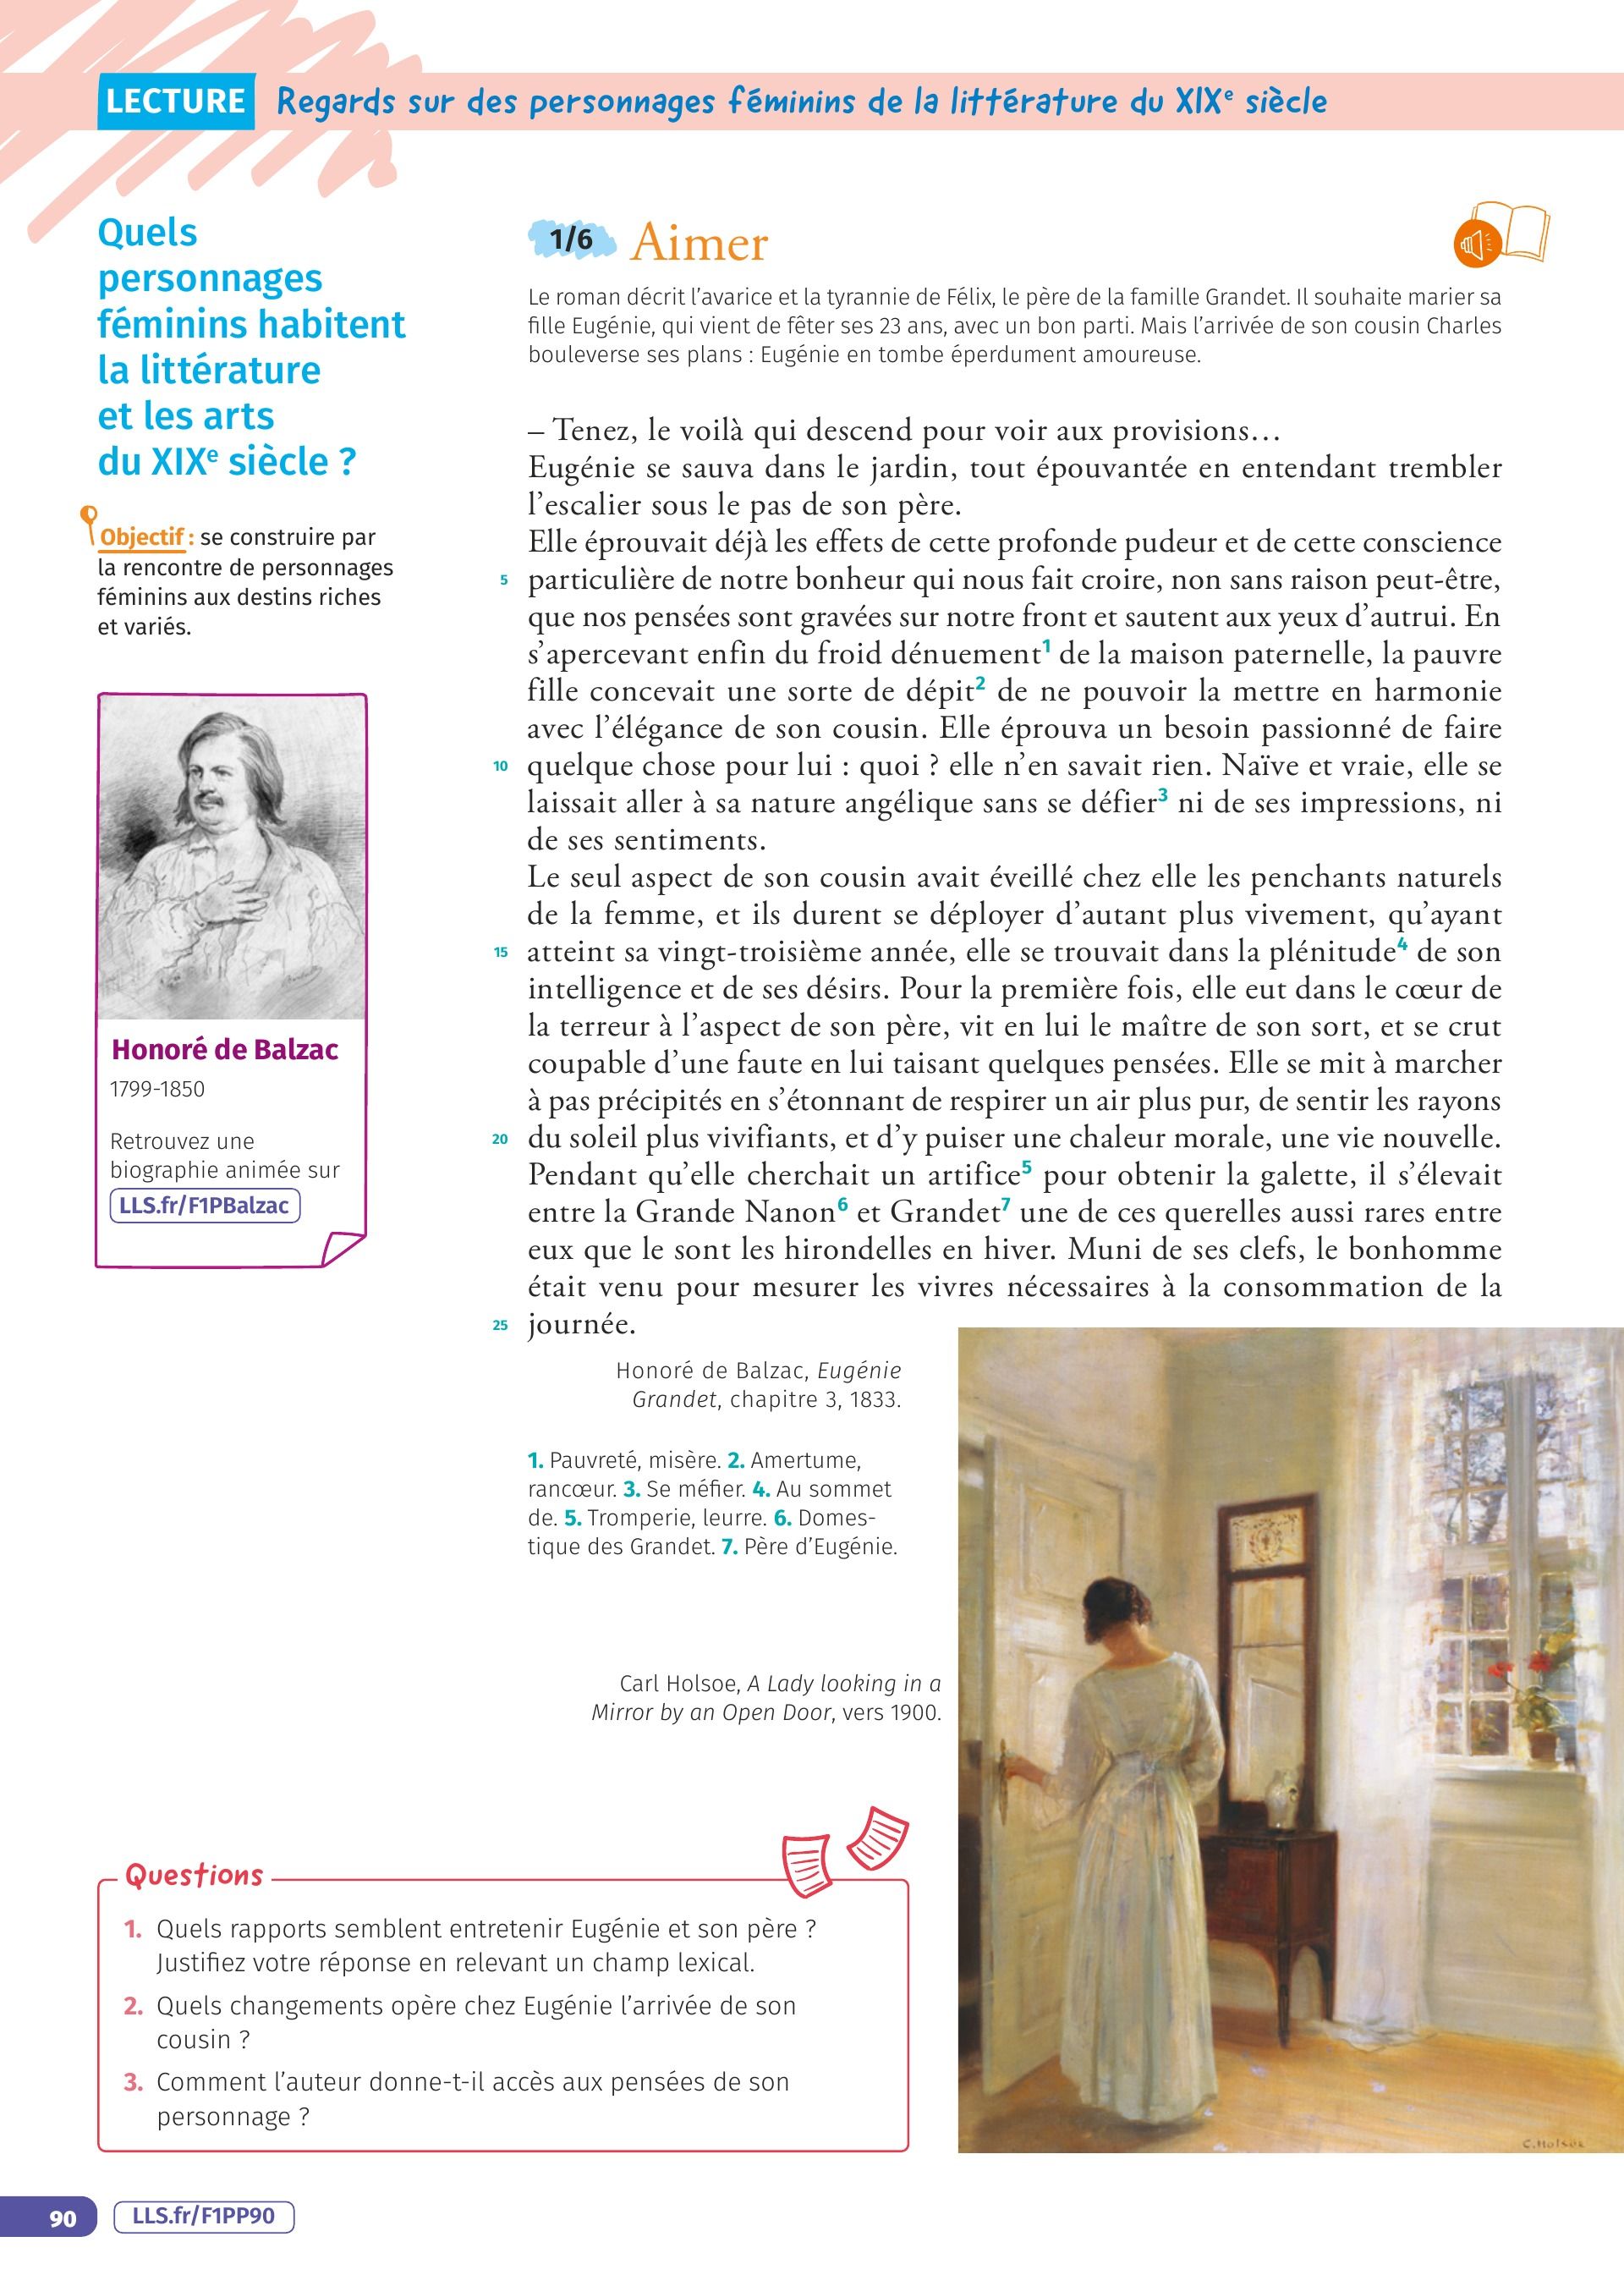 LECTURE Regards sur des personnages féminins de la littérature du XIXe siècle
Quels
personnages
féminins habitent
la littérature
et les arts
du XIXe siècle ?
Objectif : se construire par
la rencontre de personnages
féminins aux destins riches
et variés.
Honoré de Balzac
1799-1850
Retrouvez une
biographie animée sur
LLS.fr/F1PBalzac
1/6 Aimer
Le roman décrit l’avarice et la tyrannie de Félix, le père de la famille Grandet. Il souhaite marier sa
fille Eugénie, qui vient de fêter ses 23 ans, avec un bon parti. Mais l’arrivée de son cousin Charles
bouleverse ses plans : Eugénie en tombe éperdument amoureuse.
– Tenez, le voilà qui descend pour voir aux provisions…
Eugénie se sauva dans le jardin, tout épouvantée en entendant trembler
l’escalier sous le pas de son père.
Elle éprouvait déjà les effets de cette profonde pudeur et de cette conscience
5 particulière de notre bonheur qui nous fait croire, non sans raison peut-être,
que nos pensées sont gravées sur notre front et sautent aux yeux d’autrui. En
s’apercevant enfin du froid dénuement1 de la maison paternelle, la pauvre
fille concevait une sorte de dépit2 de ne pouvoir la mettre en harmonie
avec l’élégance de son cousin. Elle éprouva un besoin passionné de faire
10 quelque chose pour lui : quoi ? elle n’en savait rien. Naïve et vraie, elle se
laissait aller à sa nature angélique sans se défier3 ni de ses impressions, ni
de ses sentiments.
Le seul aspect de son cousin avait éveillé chez elle les penchants naturels
de la femme, et ils durent se déployer d’autant plus vivement, qu’ayant
15 atteint sa vingt-troisième année, elle se trouvait dans la plénitude4 de son
intelligence et de ses désirs. Pour la première fois, elle eut dans le cœur de
la terreur à l’aspect de son père, vit en lui le maître de son sort, et se crut
coupable d’une faute en lui taisant quelques pensées. Elle se mit à marcher
à pas précipités en s’étonnant de respirer un air plus pur, de sentir les rayons
20 du soleil plus vivifiants, et d’y puiser une chaleur morale, une vie nouvelle.
Pendant qu’elle cherchait un artifice5 pour obtenir la galette, il s’élevait
entre la Grande Nanon6 et Grandet7 une de ces querelles aussi rares entre
eux que le sont les hirondelles en hiver. Muni de ses clefs, le bonhomme
était venu pour mesurer les vivres nécessaires à la consommation de la
25 journée.
Honoré de Balzac, Eugénie
Grandet, chapitre 3, 1833.
1. Pauvreté, misère. 2. Amertume,
rancœur. 3. Se méfier. 4. Au sommet
de. 5. Tromperie, leurre. 6. Domes-
tique des Grandet. 7. Père d’Eugénie.
Carl Holsoe, A Lady looking in a
Mirror by an Open Door, vers 1900.
C. Holsoe
Questions
1. Quels rapports semblent entretenir Eugénie et son père ?
Justifiez votre réponse en relevant un champ lexical.
2. Quels changements opère chez Eugénie l’arrivée de son
cousin ?
3. Comment l’auteur donne-t-il accès aux pensées de son
personnage ?
90 LLS.fr/F1PP90